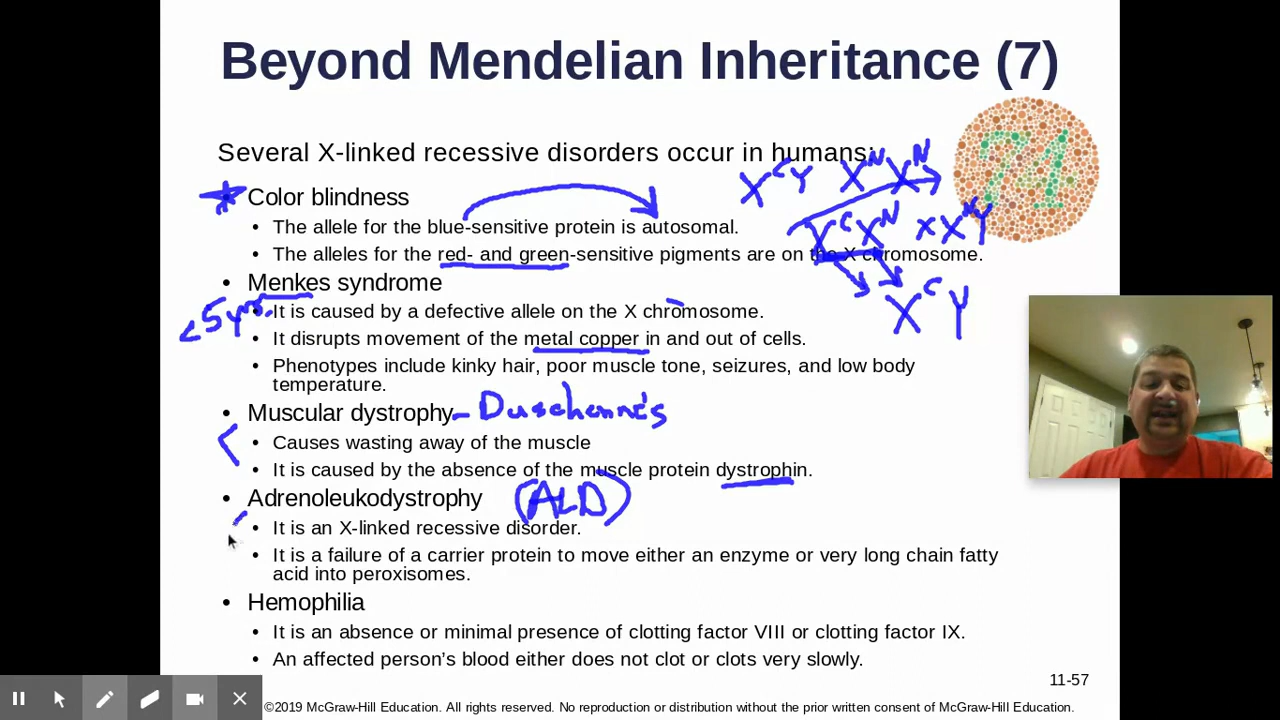 Beyond Mendelian Inheritance (7)
Several X-linked recessive disorders occur in humans:
74
X^C Y X^N X^N
• Color blindness
• The allele for the blue-sensitive protein is autosomal.
X^C X^N X X^N Y
• The alleles for the red- and green-sensitive pigments are on the X chromosome.
• Menkes syndrome
X^C Y
• It is caused by a defective allele on the X chromosome.
• It disrupts movement of the metal copper in and out of cells.
• Phenotypes include kinky hair, poor muscle tone, seizures, and low body
temperature.
• Muscular dystrophy - Duschenne's
• Causes wasting away of the muscle
• It is caused by the absence of the muscle protein dystrophin.
• Adrenoleukodystrophy (ALD)
• It is an X-linked recessive disorder.
• It is a failure of a carrier protein to move either an enzyme or very long chain fatty
acid into peroxisomes.
• Hemophilia
• It is an absence or minimal presence of clotting factor VIII or clotting factor IX.
• An affected person’s blood either does not clot or clots very slowly.
11-57
©2019 McGraw-Hill Education. All rights reserved. No reproduction or distribution without the prior written consent of McGraw-Hill Education.